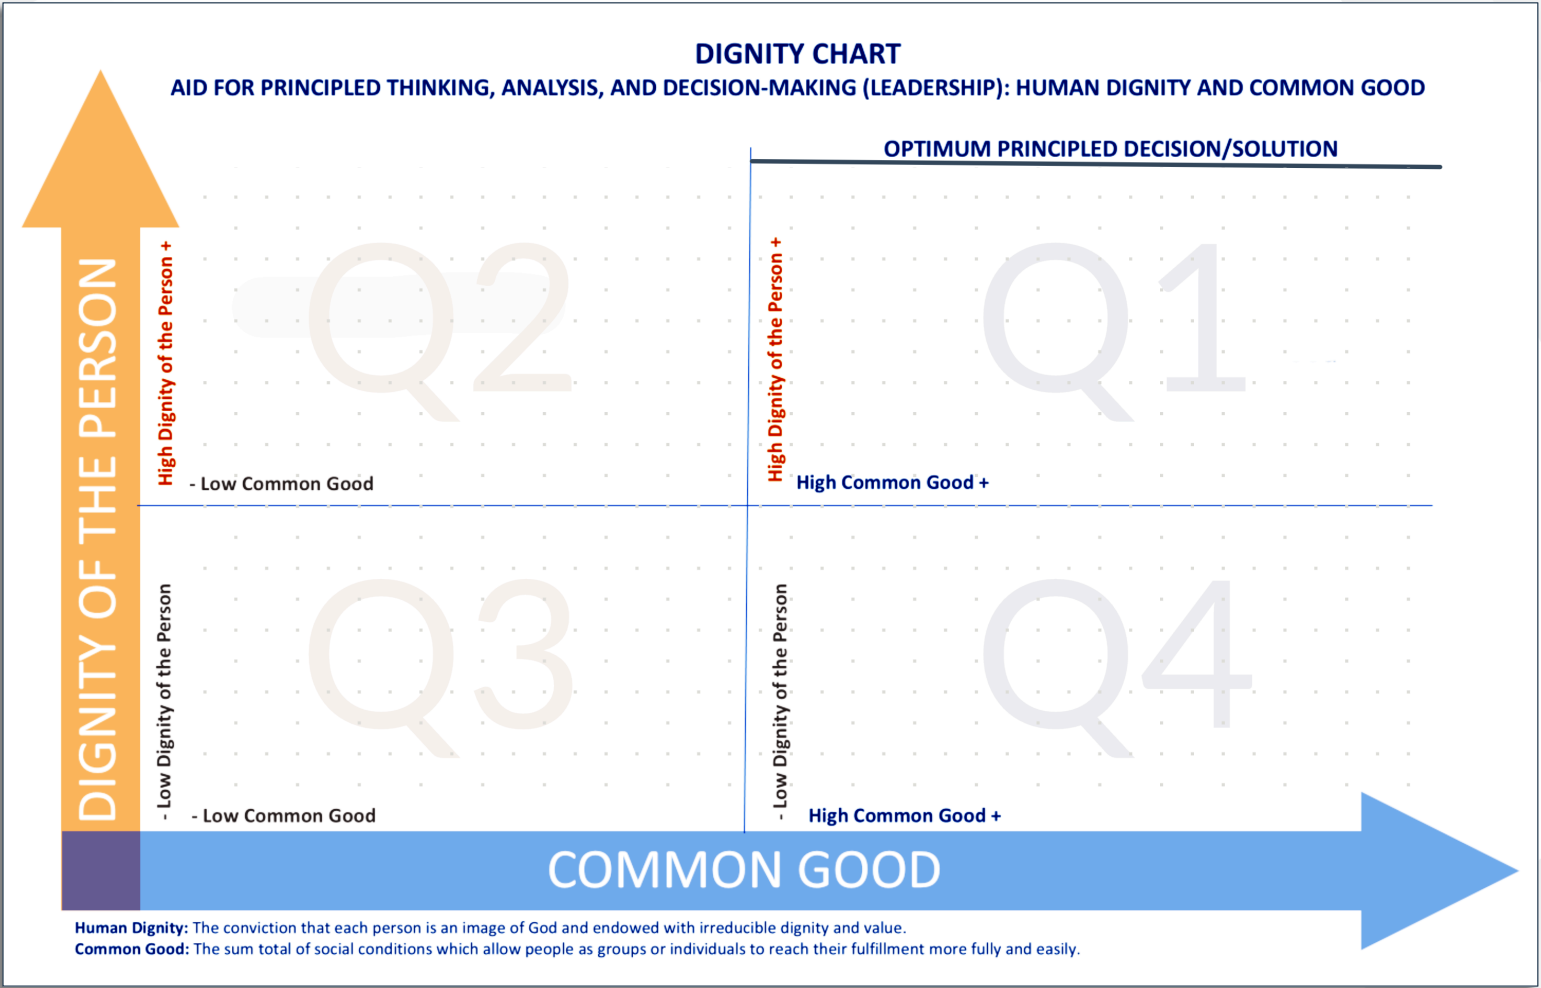 DIGNITY CHART
AID FOR PRINCIPLED THINKING, ANALYSIS, AND DECISION-MAKING (LEADERSHIP): HUMAN DIGNITY AND COMMON GOOD
OPTIMUM PRINCIPLED DECISION/SOLUTION
DIGNITY OF THE PERSON
High Dignity of the Person +
Q2
- Low Common Good
High Dignity of the Person +
Q1
High Common Good +
- Low Dignity of the Person
Q3
- Low Common Good
- Low Dignity of the Person
Q4
High Common Good +
COMMON GOOD
Human Dignity: The conviction that each person is an image of God and endowed with irreducible dignity and value.
Common Good: The sum total of social conditions which allow people as groups or individuals to reach their fulfillment more fully and easily.